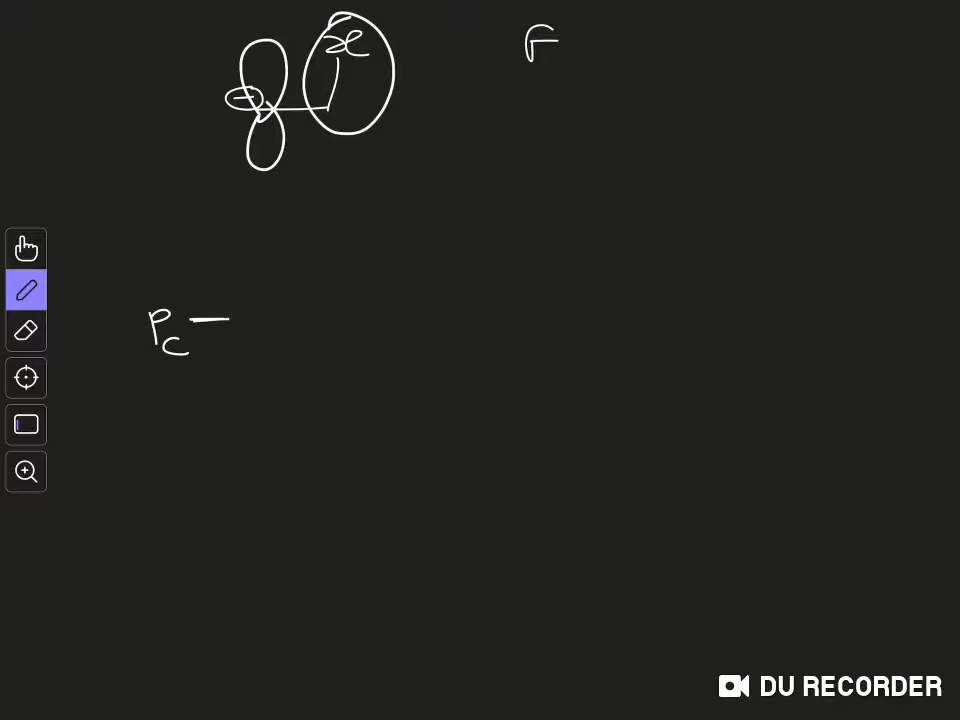 x F
Pc –
DU RECORDER